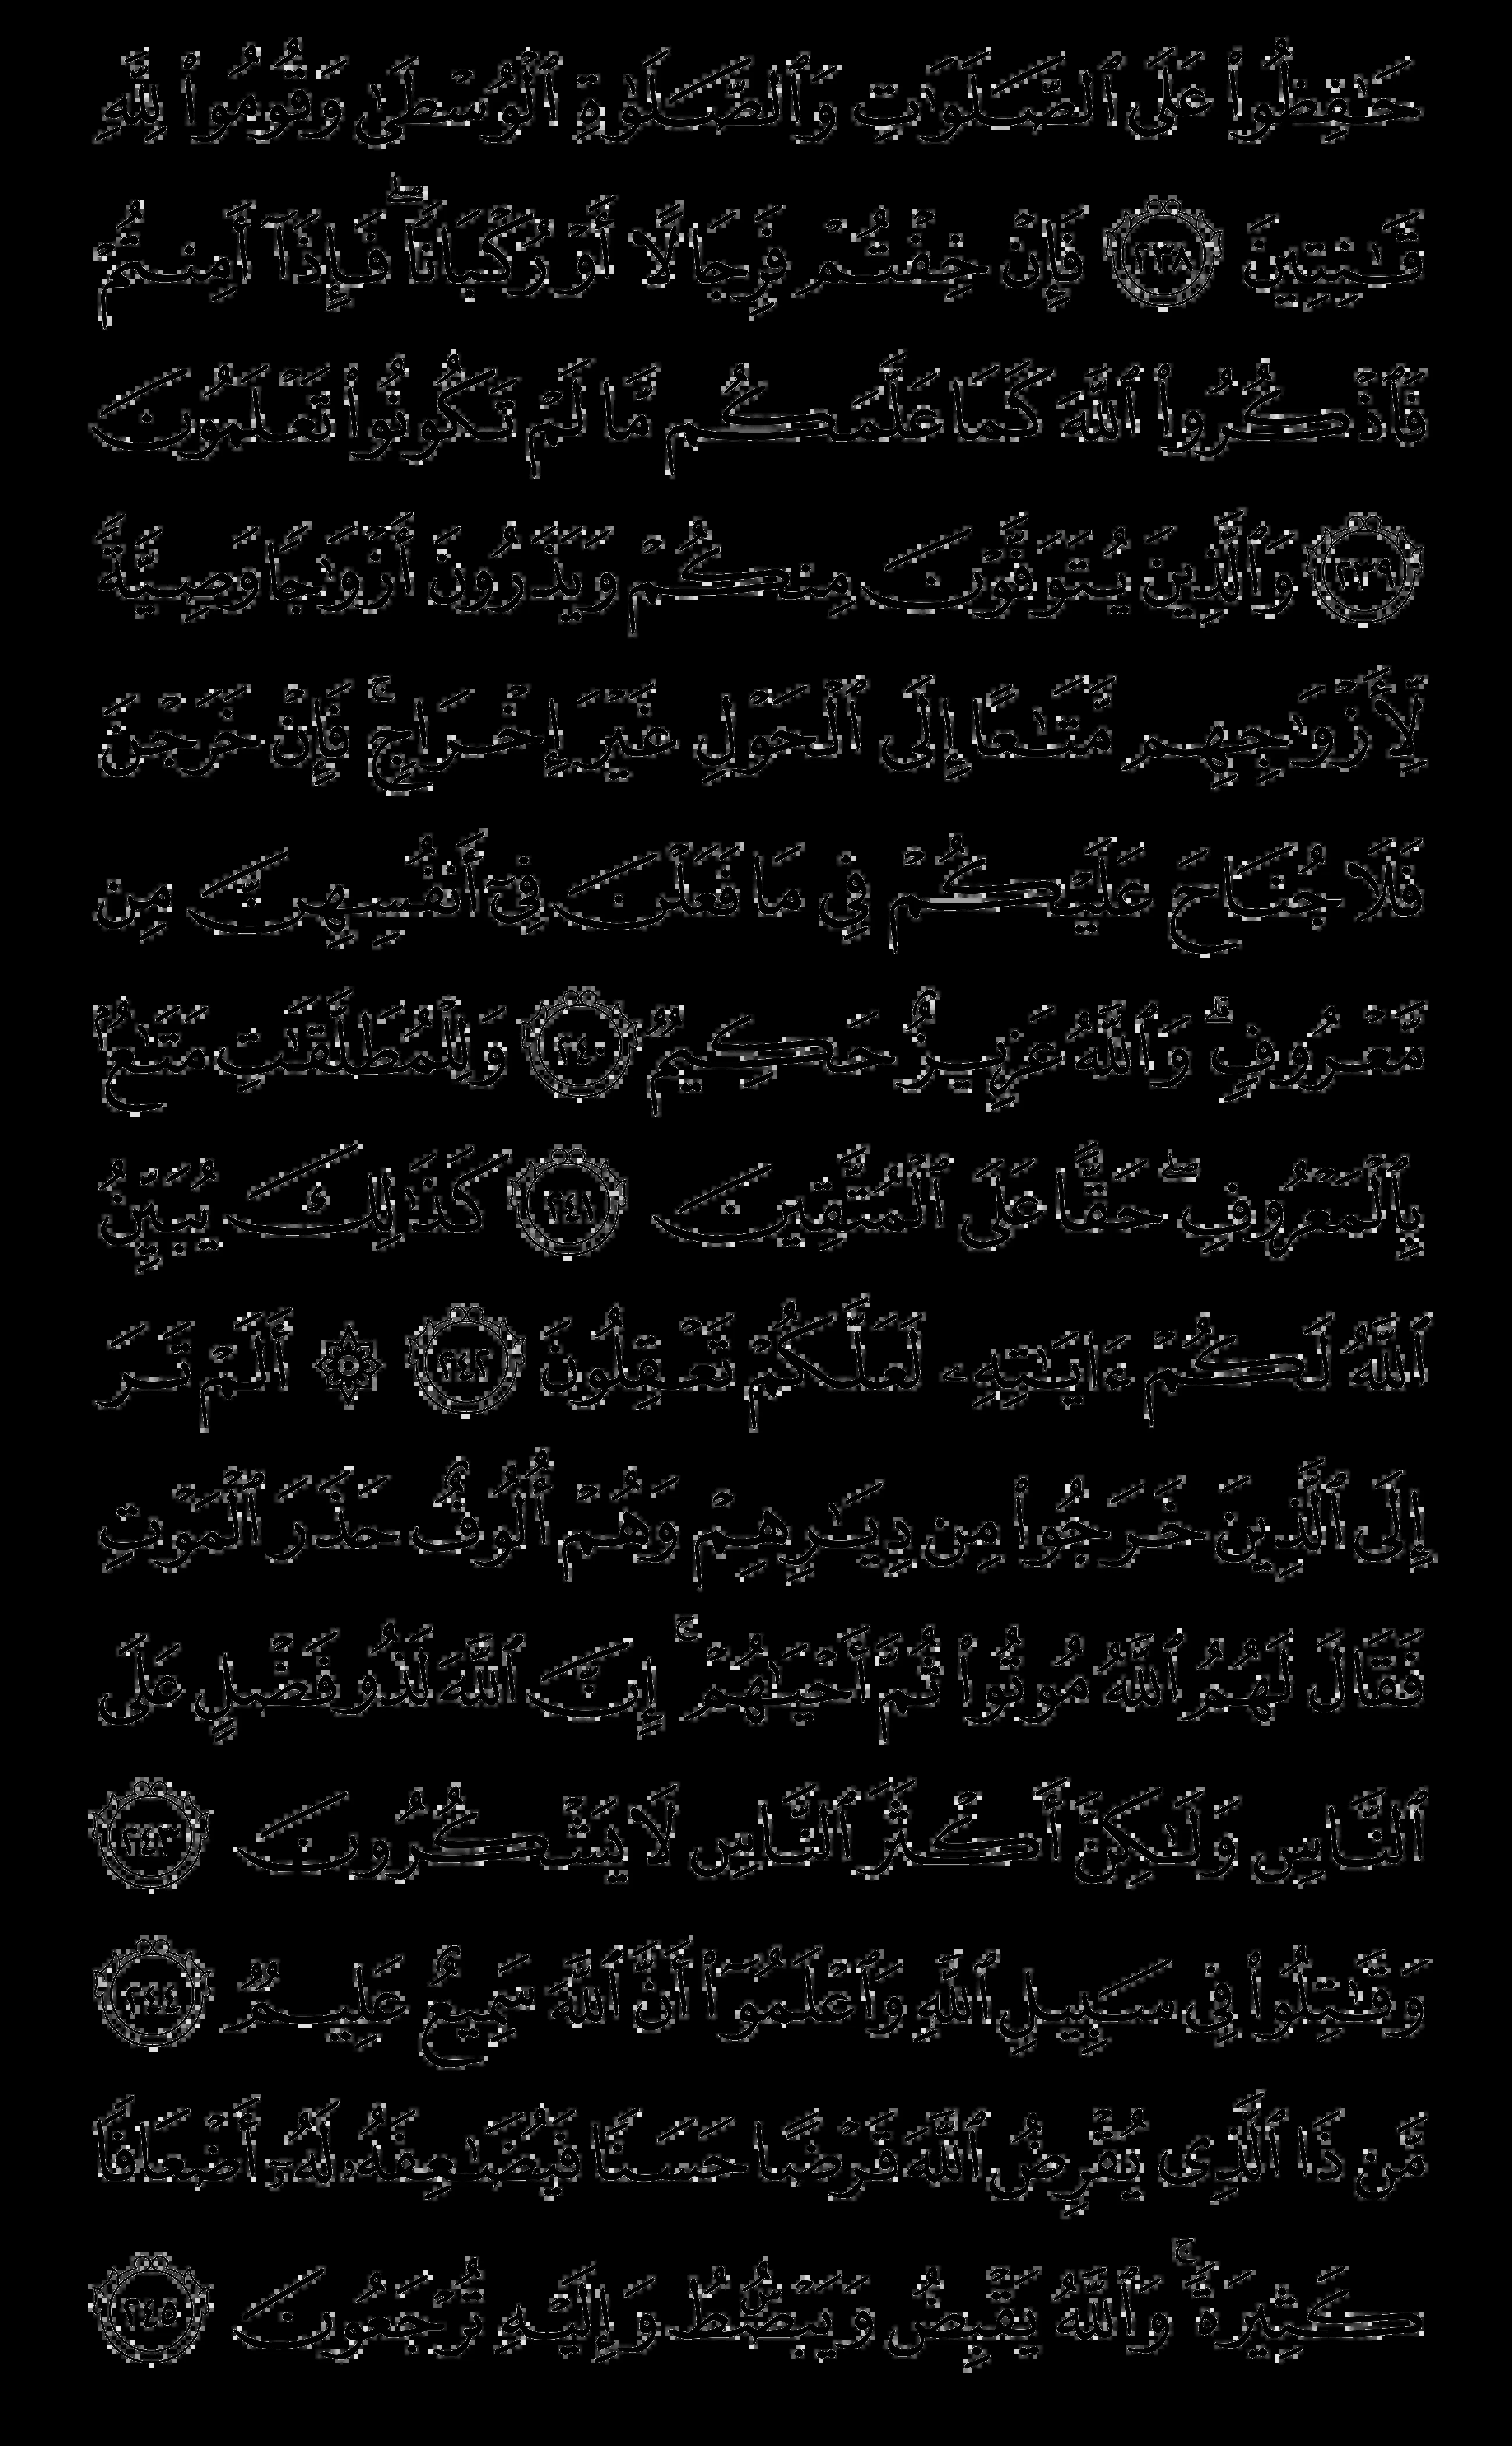 حَـٰفِظُوا۟ عَلَى ٱلصَّلَوَٰتِ وَٱلصَّلَوٰةِ ٱلْوُسْطَىٰ وَقُومُوا۟ لِلَّهِ
قَـٰنِتِينَ ٢٣٨ فَإِنْ خِفْتُمْ فَرِجَالًا أَوْ رُكْبَانًا ۖ فَإِذَآ أَمِنتُمْ
فَٱذْكُرُوا۟ ٱللَّهَ كَمَا عَلَّمَكُم مَّا لَمْ تَكُونُوا۟ تَعْلَمُونَ
٢٣٩ وَٱلَّذِينَ يُتَوَفَّوْنَ مِنكُمْ وَيَذَرُونَ أَزْوَٰجًا وَصِيَّةً
لِّأَزْوَٰجِهِم مَّتَـٰعًا إِلَى ٱلْحَوْلِ غَيْرَ إِخْرَاجٍ ۚ فَإِنْ خَرَجْنَ
فَلَا جُنَاحَ عَلَيْكُمْ فِى مَا فَعَلْنَ فِىٓ أَنفُسِهِنَّ مِن
مَّعْرُوفٍ ۗ وَٱللَّهُ عَزِيزٌ حَكِيمٌ ٢٤٠ وَلِلْمُطَلَّقَـٰتِ مَتَـٰعٌۢ
بِٱلْمَعْرُوفِ ۖ حَقًّا عَلَى ٱلْمُتَّقِينَ ٢٤١ كَذَٰلِكَ يُبَيِّنُ
ٱللَّهُ لَكُمْ ءَايَـٰتِهِۦ لَعَلَّكُمْ تَعْقِلُونَ ٢٤٢ ۞ أَلَمْ تَرَ
إِلَى ٱلَّذِينَ خَرَجُوا۟ مِن دِيَـٰرِهِمْ وَهُمْ أُلُوفٌ حَذَرَ ٱلْمَوْتِ
فَقَالَ لَهُمُ ٱللَّهُ مُوتُوا۟ ثُمَّ أَحْيَـٰهُمْ ۚ إِنَّ ٱللَّهَ لَذُو فَضْلٍ عَلَى
ٱلنَّاسِ وَلَـٰكِنَّ أَكْثَرَ ٱلنَّاسِ لَا يَشْكُرُونَ ٢٤٣
وَقَـٰتِلُوا۟ فِى سَبِيلِ ٱللَّهِ وَٱعْلَمُوٓا۟ أَنَّ ٱللَّهَ سَمِيعٌ عَلِيمٌ ٢٤٤
مَّن ذَا ٱلَّذِى يُقْرِضُ ٱللَّهَ قَرْضًا حَسَنًا فَيُضَـٰعِفَهُۥ لَهُۥٓ أَضْعَافًا
كَثِيرَةً ۚ وَٱللَّهُ يَقْبِضُ وَيَبْصُۜطُ وَإِلَيْهِ تُرْجَعُونَ ٢٤٥